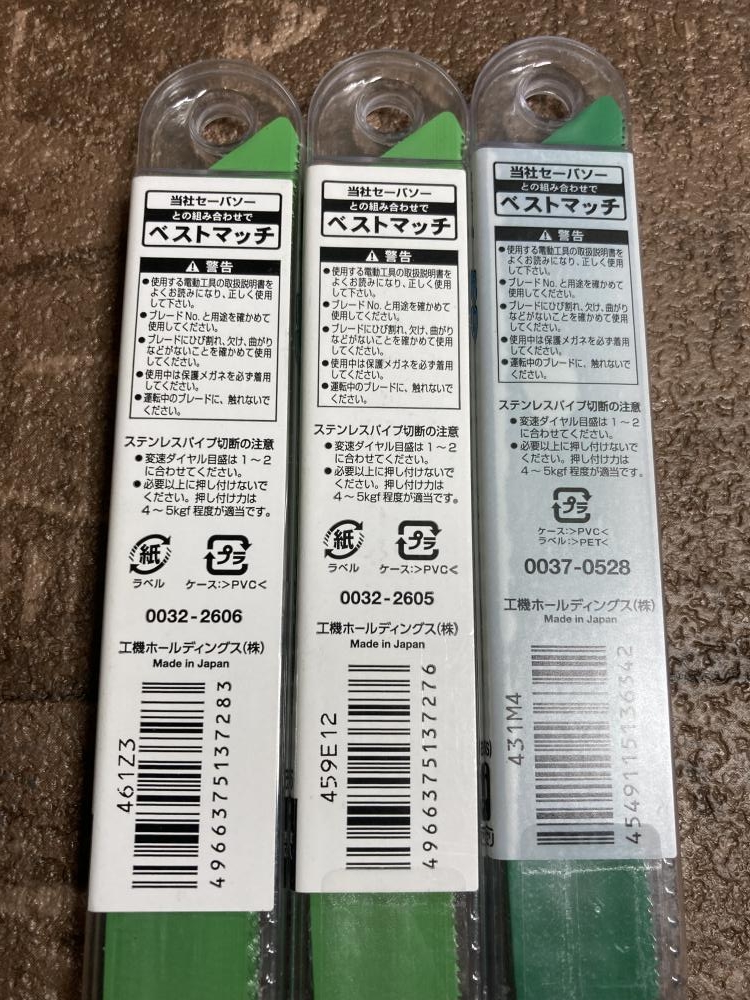 当社セーバソー
との組み合わせで
ベストマッチ
⚠警告
●使用する電動工具の取扱説明書を
よくお読みになり、正しく使用
して下さい。
●ブレード No. と用途を確かめて
使用してください。
●ブレードにひび割れ、欠け、曲がり
などがないことを確かめて使用
してください。
●使用中は保護メガネを必ず着用
してください。
●運転中のブレードに、触れないで
ください。
ステンレスパイプ切断の注意
●変速ダイヤル目盛は1〜2
に合わせてください。
●必要以上に押し付けないで
ください。押し付け力は
4〜5kgf 程度が適当です。
紙
ラベル
プラ
ケース:>PVC<
0032-2606
工機ホールディングス(株)
Made in Japan
461Z3
4966375137283
当社セーバソー
との組み合わせで
ベストマッチ
⚠警告
●使用する電動工具の取扱説明書を
よくお読みになり、正しく使用
して下さい。
●ブレード No. と用途を確かめて
使用してください。
●ブレードにひび割れ、欠け、曲がり
などがないことを確かめて使用
してください。
●使用中は保護メガネを必ず着用
してください。
●運転中のブレードに、触れないで
ください。
ステンレスパイプ切断の注意
●変速ダイヤル目盛は1〜2
に合わせてください。
●必要以上に押し付けないで
ください。押し付け力は
4〜5kgf 程度が適当です。
紙
ラベル
プラ
ケース:>PVC<
0032-2605
工機ホールディングス(株)
Made in Japan
459E12
4966375137276
当社セーバソー
との組み合わせで
ベストマッチ
⚠警告
●使用する電動工具の取扱説明書を
よくお読みになり、正しく使用
して下さい。
●ブレード No. と用途を確かめて
使用してください。
●ブレードにひび割れ、欠け、曲がり
などがないことを確かめて使用
してください。
●使用中は保護メガネを必ず着用
してください。
●運転中のブレードに、触れないで
ください。
ステンレスパイプ切断の注意
●変速ダイヤル目盛は1〜2
に合わせてください。
●必要以上に押し付けないで
ください。押し付け力は
4〜5kgf 程度が適当です。
プラ
ケース:>PVC<
ラベル:>PET<
0037-0528
工機ホールディングス(株)
Made in Japan
431M4
4549115136342